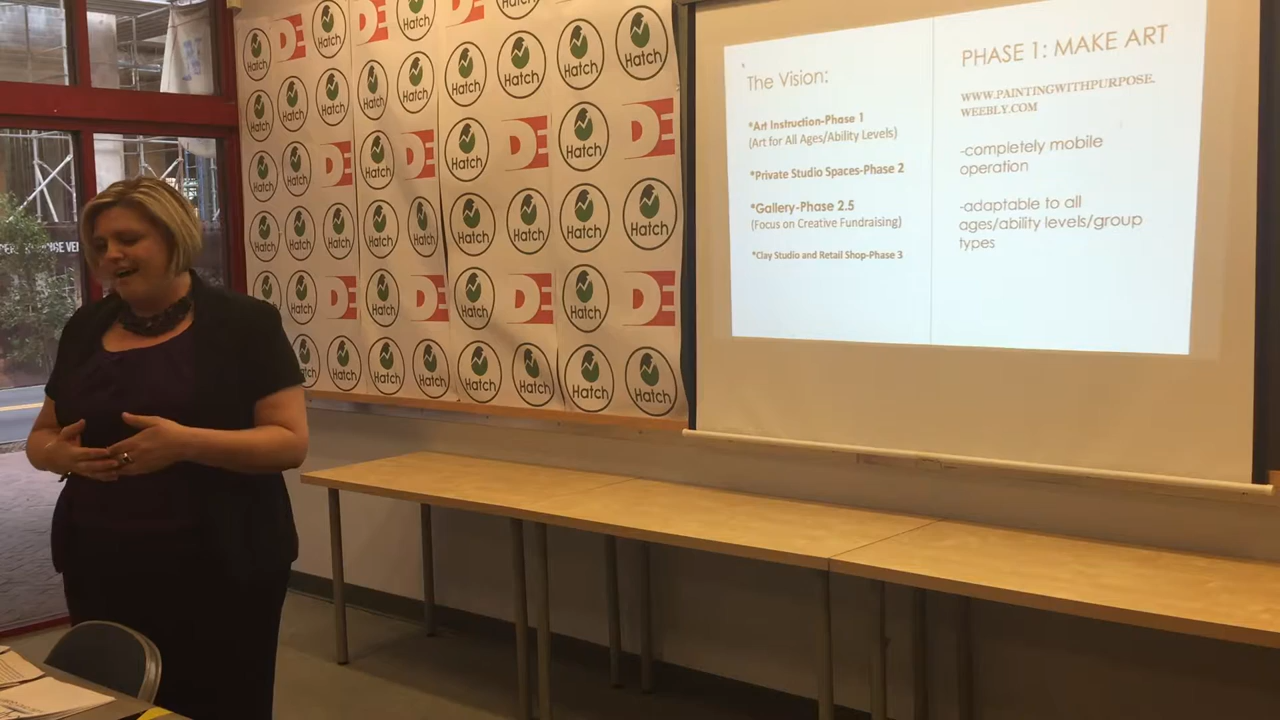 The Vision:
*Art Instruction-Phase 1
(Art for All Ages/Ability Levels)
*Private Studio Spaces-Phase 2
*Gallery-Phase 2.5
(Focus on Creative Fundraising)
*Clay Studio and Retail Shop-Phase 3
PHASE 1: MAKE ART
WWW.PAINTINGWITHPURPOSE.
WEEBLY.COM
-completely mobile
operation
-adaptable to all
ages/ability levels/group
types
Hatch
DE